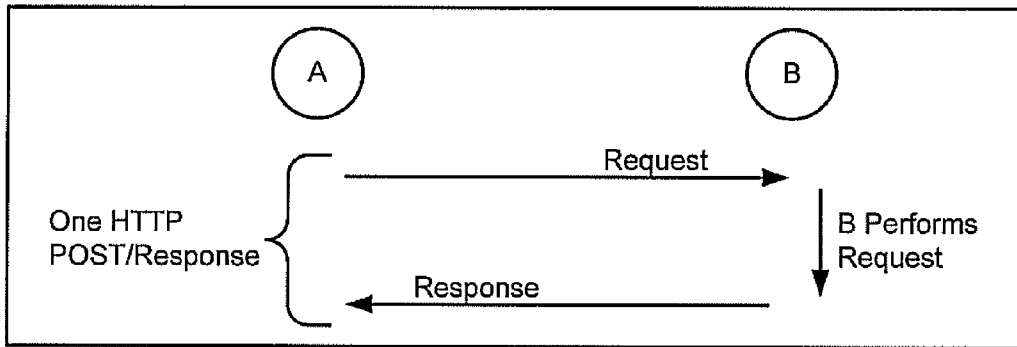 A
B
Request
One HTTP
POST/Response
B Performs
Request
Response